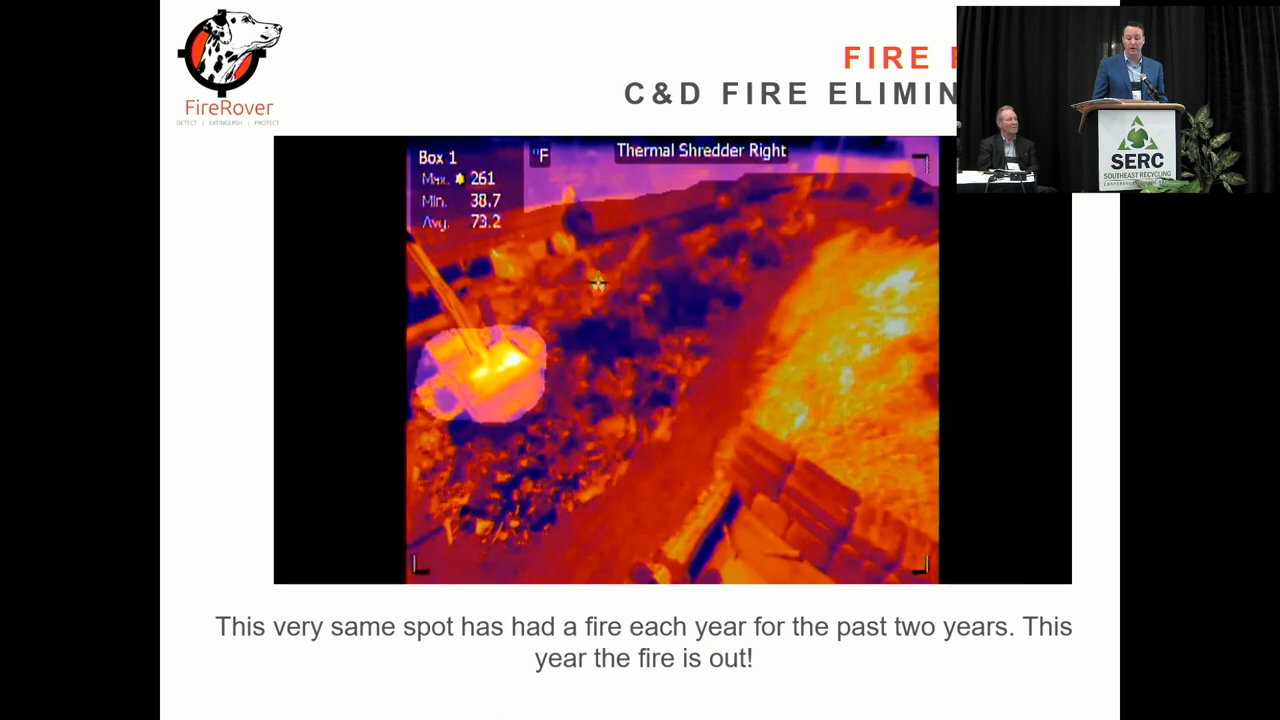 FireRover
DETECT | EXTINGUISH | PROTECT
FIRE
C&D FIRE ELIMIN
Box 1
Max. 261
Min. 38.7
Avg. 73.2
°F
Thermal Shredder Right
SERC
SOUTHEAST RECYCLING
This very same spot has had a fire each year for the past two years. This
year the fire is out!